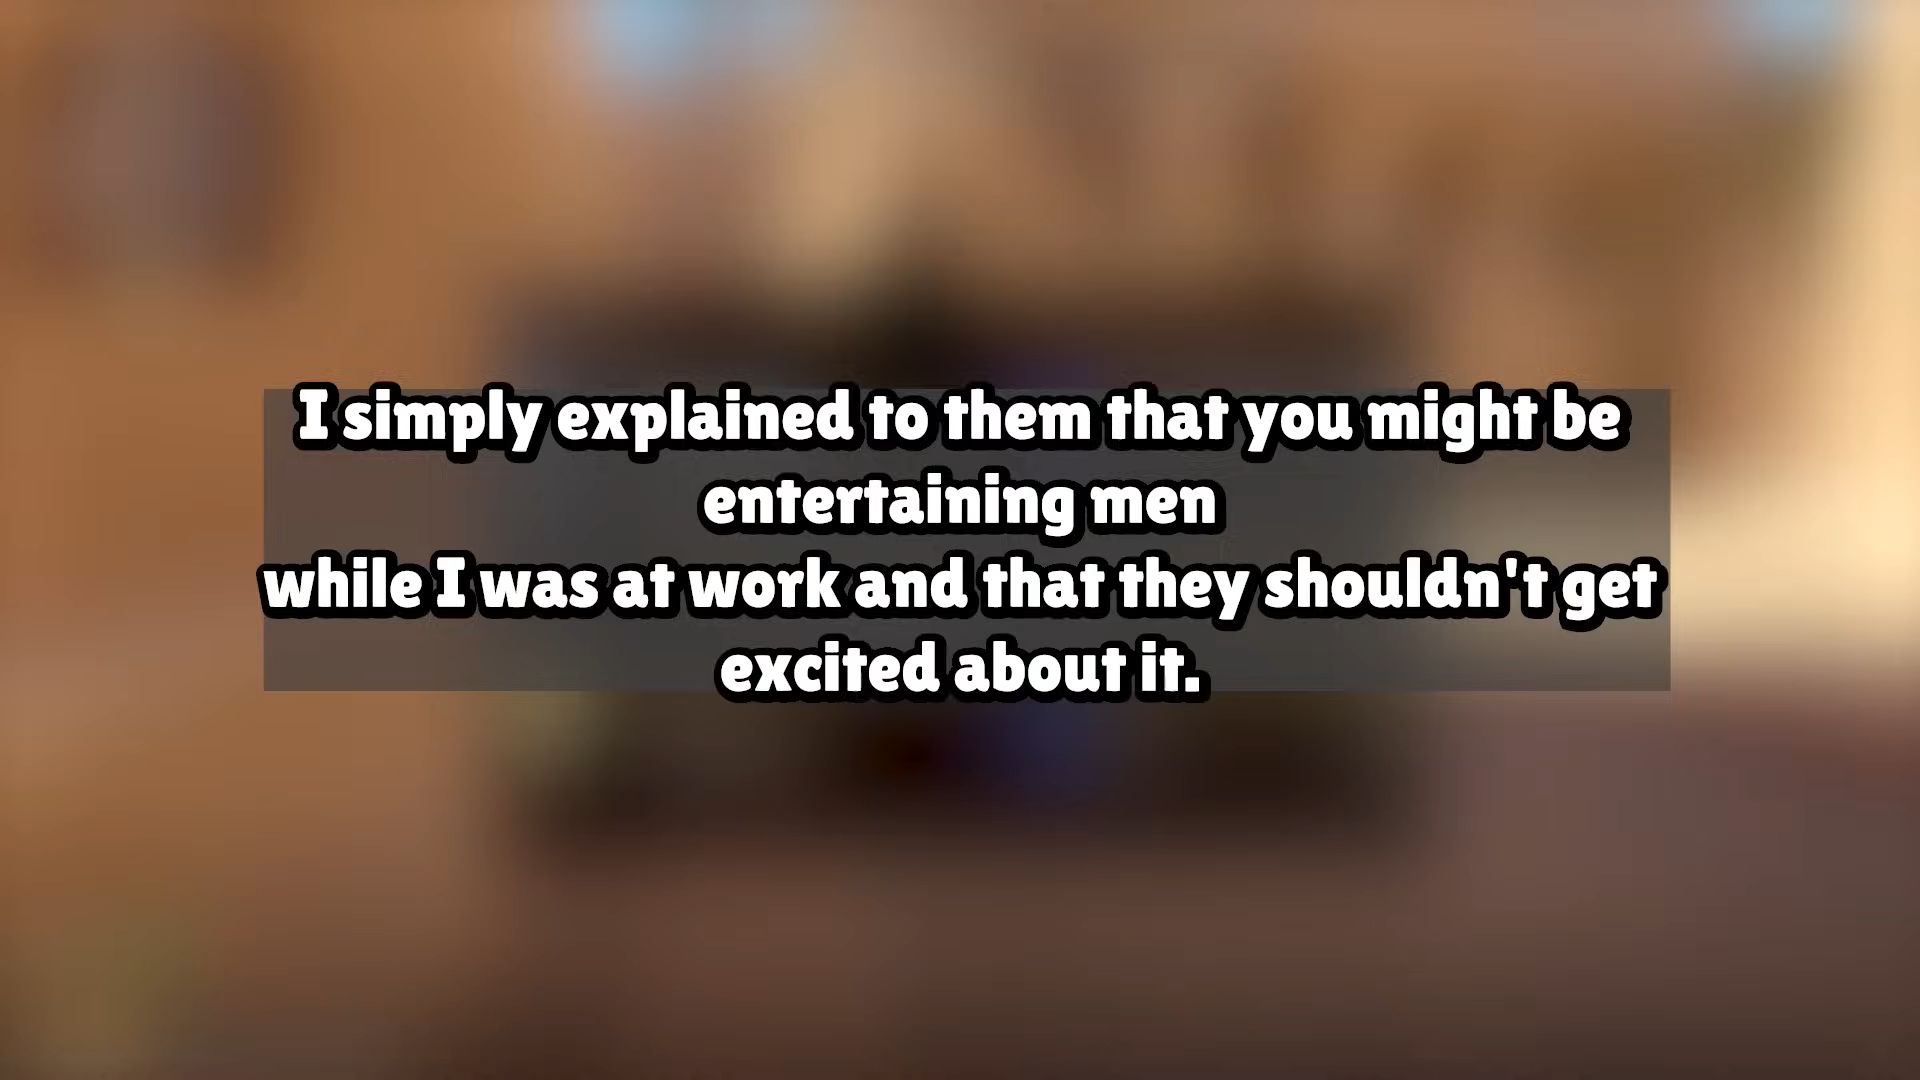 I simply explained to them that you might be
entertaining men
while I was at work and that they shouldn't get
excited about it.